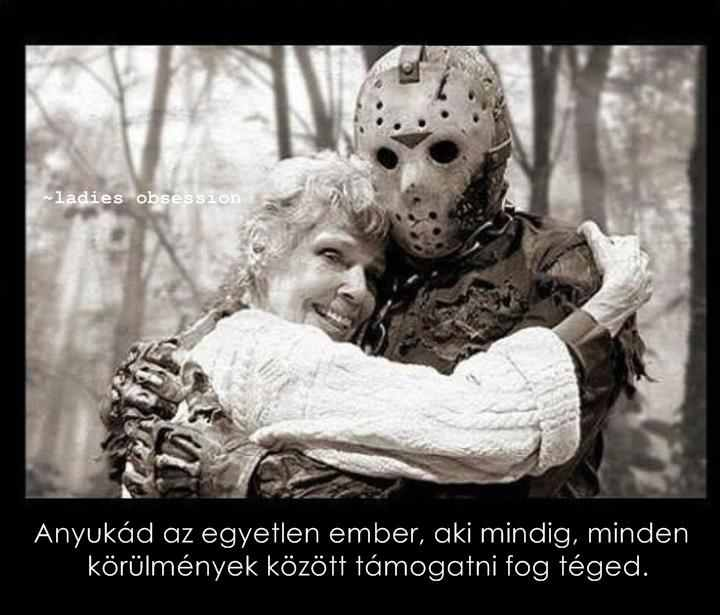 ~ladies obsession
Anyukád az egyetlen ember, aki mindig, minden
körülmények között támogatni fog téged.